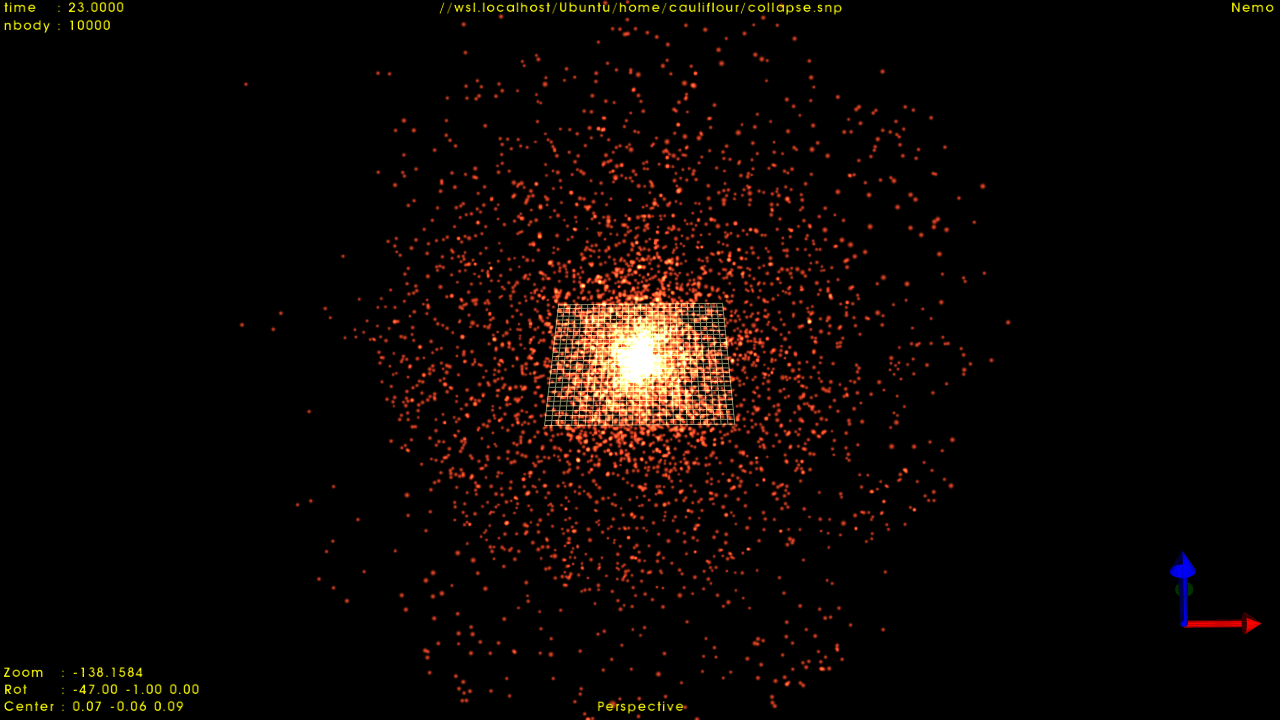 time : 23.0000
nbody : 10000
//wsl.localhost/Ubuntu/home/cauliflour/collapse.snp
Nemo
Zoom : -138.1584
Rot : -47.00 -1.00 0.00
Center : 0.07 -0.06 0.09
Perspective